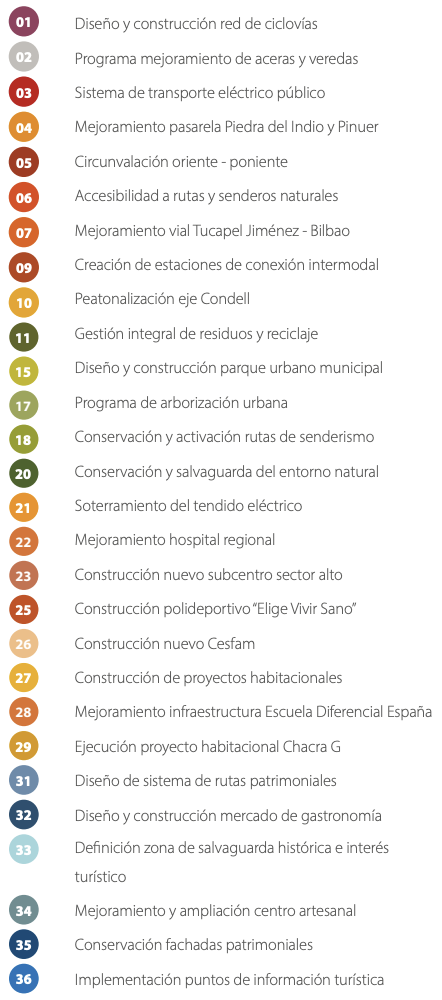 01 Diseño y construcción red de ciclovías
02 Programa mejoramiento de aceras y veredas
03 Sistema de transporte eléctrico público
04 Mejoramiento pasarela Piedra del Indio y Pinuer
05 Circunvalación oriente - poniente
06 Accesibilidad a rutas y senderos naturales
07 Mejoramiento vial Tucapel Jiménez - Bilbao
09 Creación de estaciones de conexión intermodal
10 Peatonalización eje Condell
11 Gestión integral de residuos y reciclaje
15 Diseño y construcción parque urbano municipal
17 Programa de arborización urbana
18 Conservación y activación rutas de senderismo
20 Conservación y salvaguarda del entorno natural
21 Soterramiento del tendido eléctrico
22 Mejoramiento hospital regional
23 Construcción nuevo subcentro sector alto
25 Construcción polideportivo “Elige Vivir Sano”
26 Construcción nuevo Cesfam
27 Construcción de proyectos habitacionales
28 Mejoramiento infraestructura Escuela Diferencial España
29 Ejecución proyecto habitacional Chacra G
31 Diseño de sistema de rutas patrimoniales
32 Diseño y construcción mercado de gastronomía
33 Definición zona de salvaguarda histórica e interés
turístico
34 Mejoramiento y ampliación centro artesanal
35 Conservación fachadas patrimoniales
36 Implementación puntos de información turística